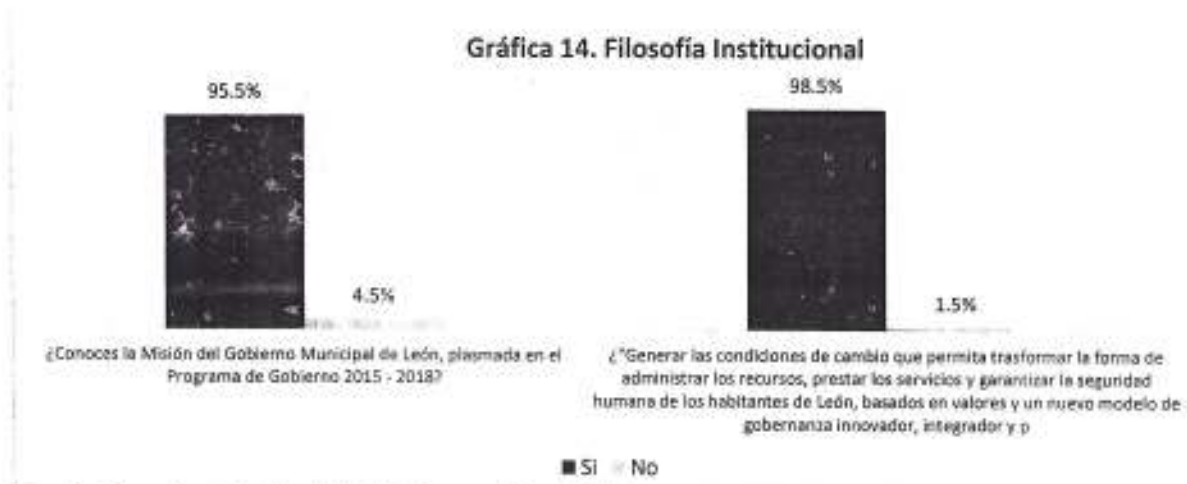 Gráfica 14. Filosofía Institucional
95.5%
4.5%
¿Conoces la Misión del Gobierno Municipal de León, plasmada en el
Programa de Gobierno 2015 - 2018?
98.5%
1.5%
¿"Generar las condiciones de cambio que permita trasformar la forma de
administrar los recursos, prestar los servicios y garantizar la seguridad
humana de los habitantes de León, basados en valores y un nuevo modelo de
gobernanza innovador, integrador y p
Si No